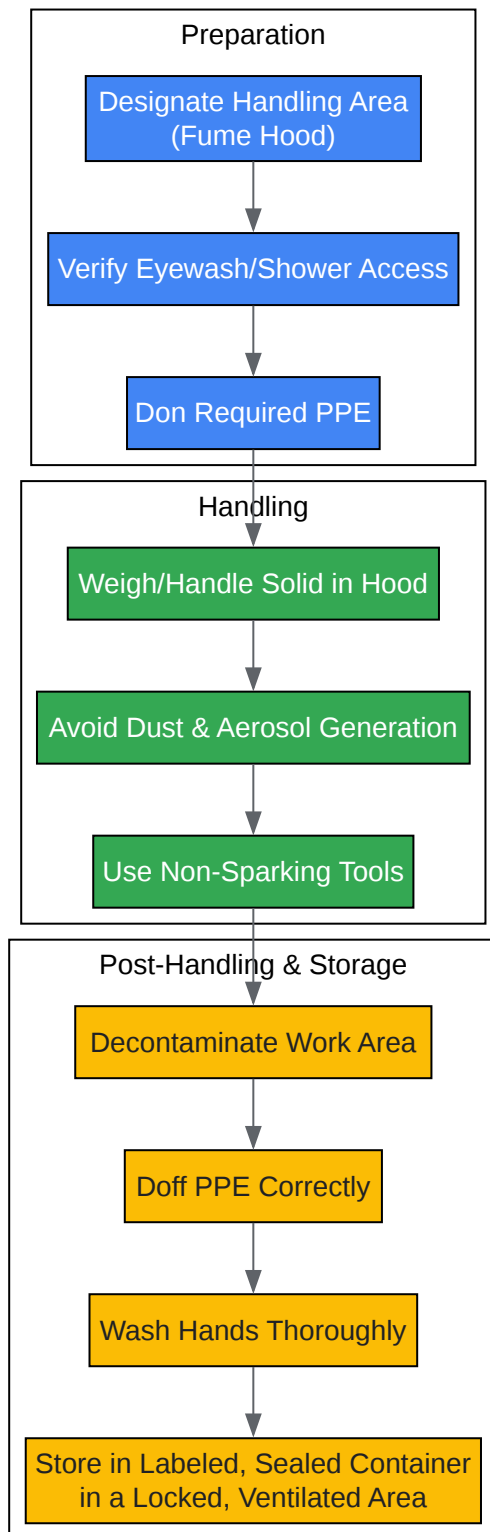 Preparation
Designate Handling Area
(Fume Hood)
Verify Eyewash/Shower Access
Don Required PPE
Handling
Weigh/Handle Solid in Hood
Avoid Dust & Aerosol Generation
Use Non-Sparking Tools
Post-Handling & Storage
Decontaminate Work Area
Doff PPE Correctly
Wash Hands Thoroughly
Store in Labeled, Sealed Container
in a Locked, Ventilated Area